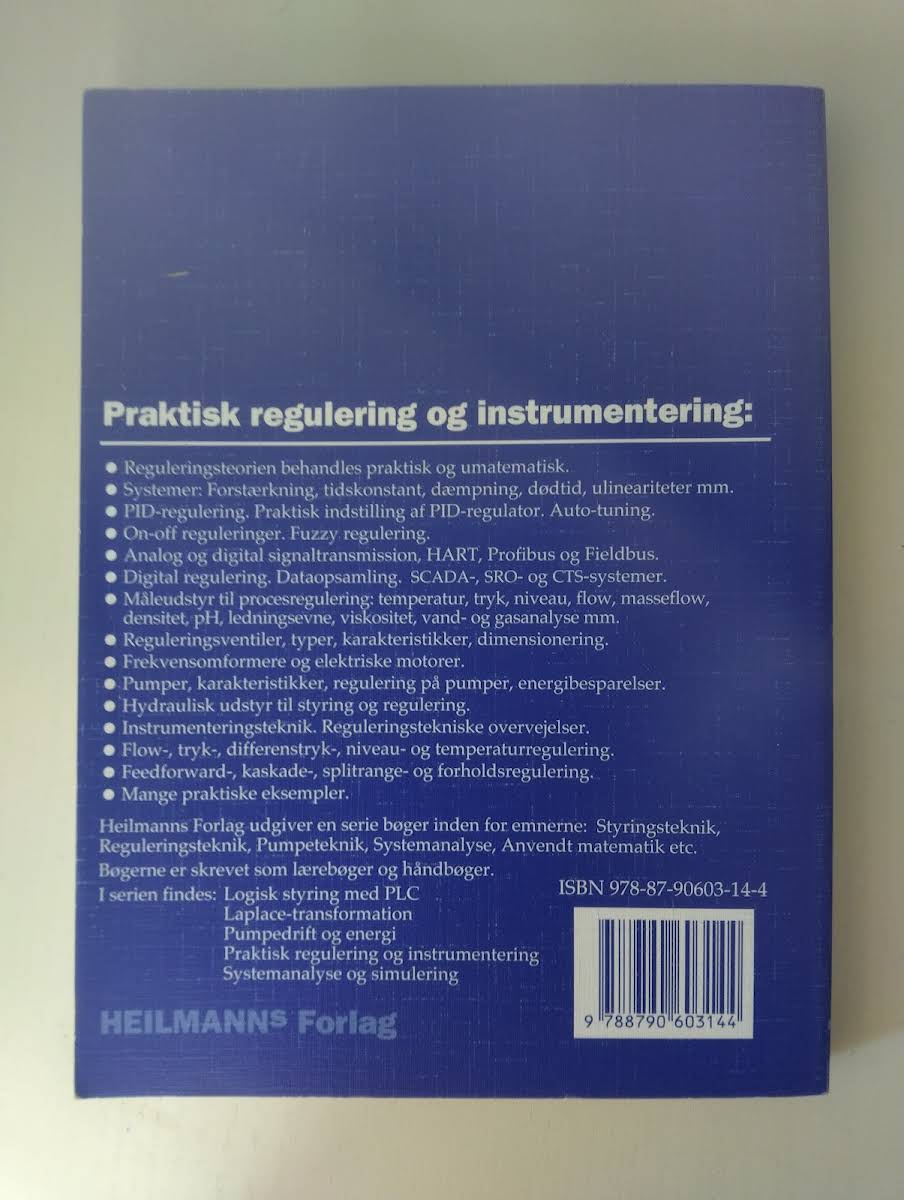 Praktisk regulering og instrumentering:
● Reguleringsteorien behandles praktisk og umatematisk.
● Systemer: Forstærkning, tidskonstant, dæmpning, dødtid, ulineariteter mm.
● PID-regulering. Praktisk indstilling af PID-regulator. Auto-tuning.
● On-off reguleringer. Fuzzy regulering.
● Analog og digital signaltransmission, HART, Profibus og Fieldbus.
● Digital regulering. Dataopsamling. SCADA-, SRO- og CTS-systemer.
● Måleudstyr til procesregulering: temperatur, tryk, niveau, flow, masseflow,
densitet, pH, ledningsevne, viskositet, vand- og gasanalyse mm.
● Reguleringsventiler, typer, karakteristikker, dimensionering.
● Frekvensomformere og elektriske motorer.
● Pumper, karakteristikker, regulering på pumper, energibesparelser.
● Hydraulisk udstyr til styring og regulering.
● Instrumenteringsteknik. Reguleringstekniske overvejelser.
● Flow-, tryk-, differenstryk-, niveau- og temperaturregulering.
● Feedforward-, kaskade-, splitrange- og forholdsregulering.
● Mange praktiske eksempler.
Heilmanns Forlag udgiver en serie bøger inden for emnerne: Styringsteknik,
Reguleringsteknik, Pumpeteknik, Systemanalyse, Anvendt matematik etc.
Bøgerne er skrevet som lærebøger og håndbøger.
I serien findes: Logisk styring med PLC
Laplace-transformation
Pumpedrift og energi
Praktisk regulering og instrumentering
Systemanalyse og simulering
HEILMANNS Forlag
ISBN 978-87-90603-14-4
9 788790 603144